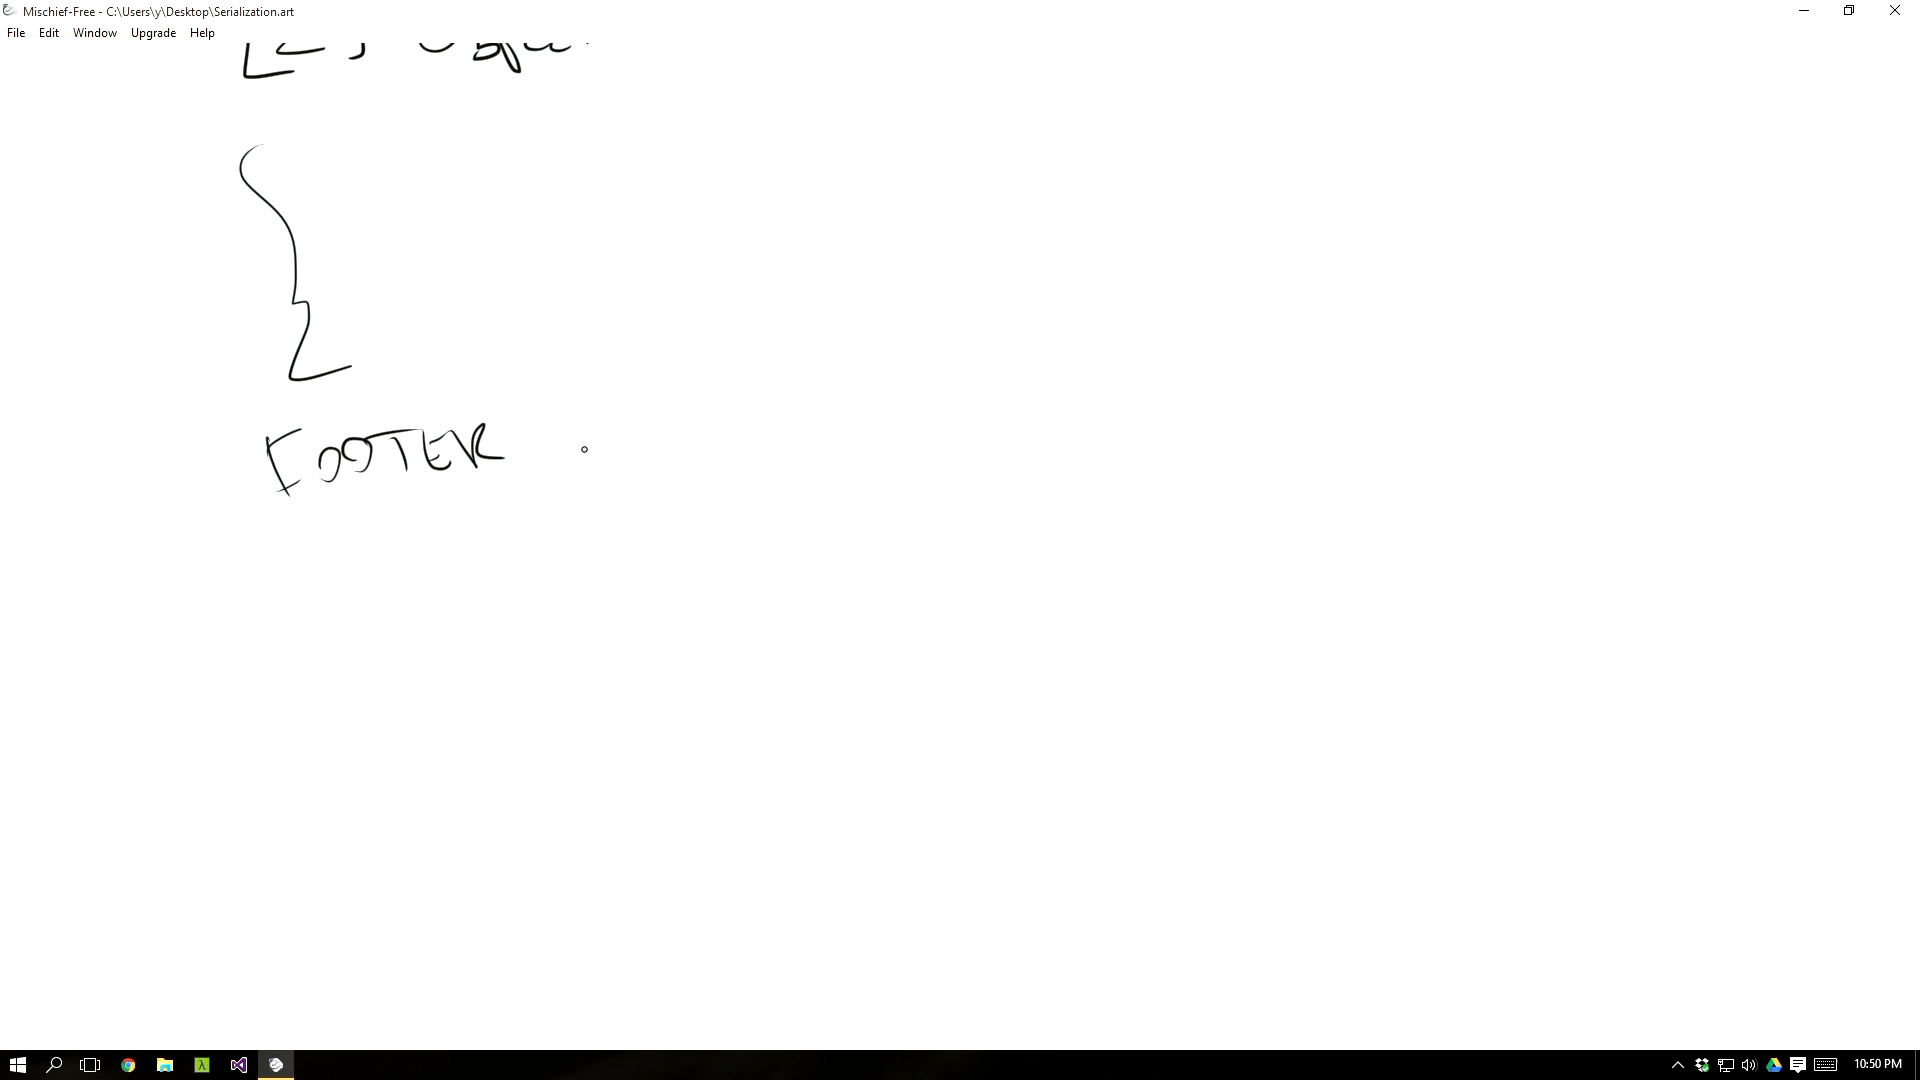 Mischief-Free - C:\Users\y\Desktop\Serialization.art
File Edit Window Upgrade Help
FOOTER
10:50 PM